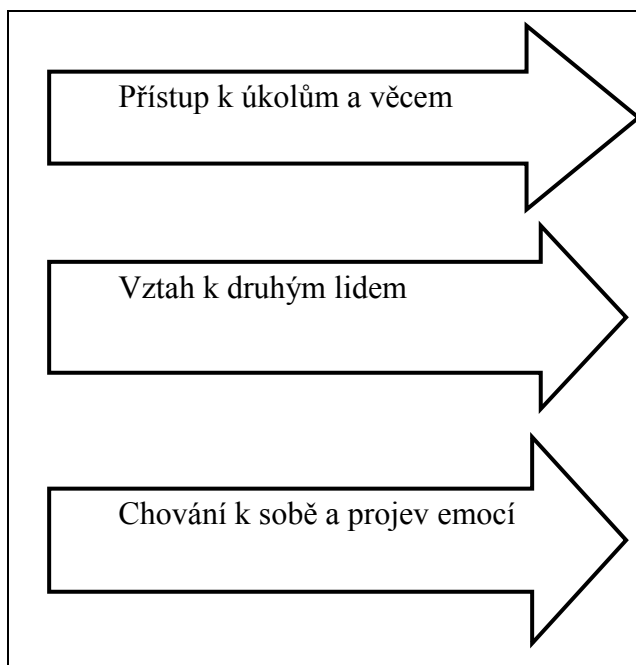 Přístup k úkolům a věcem
Vztah k druhým lidem
Chování k sobě a projev emocí